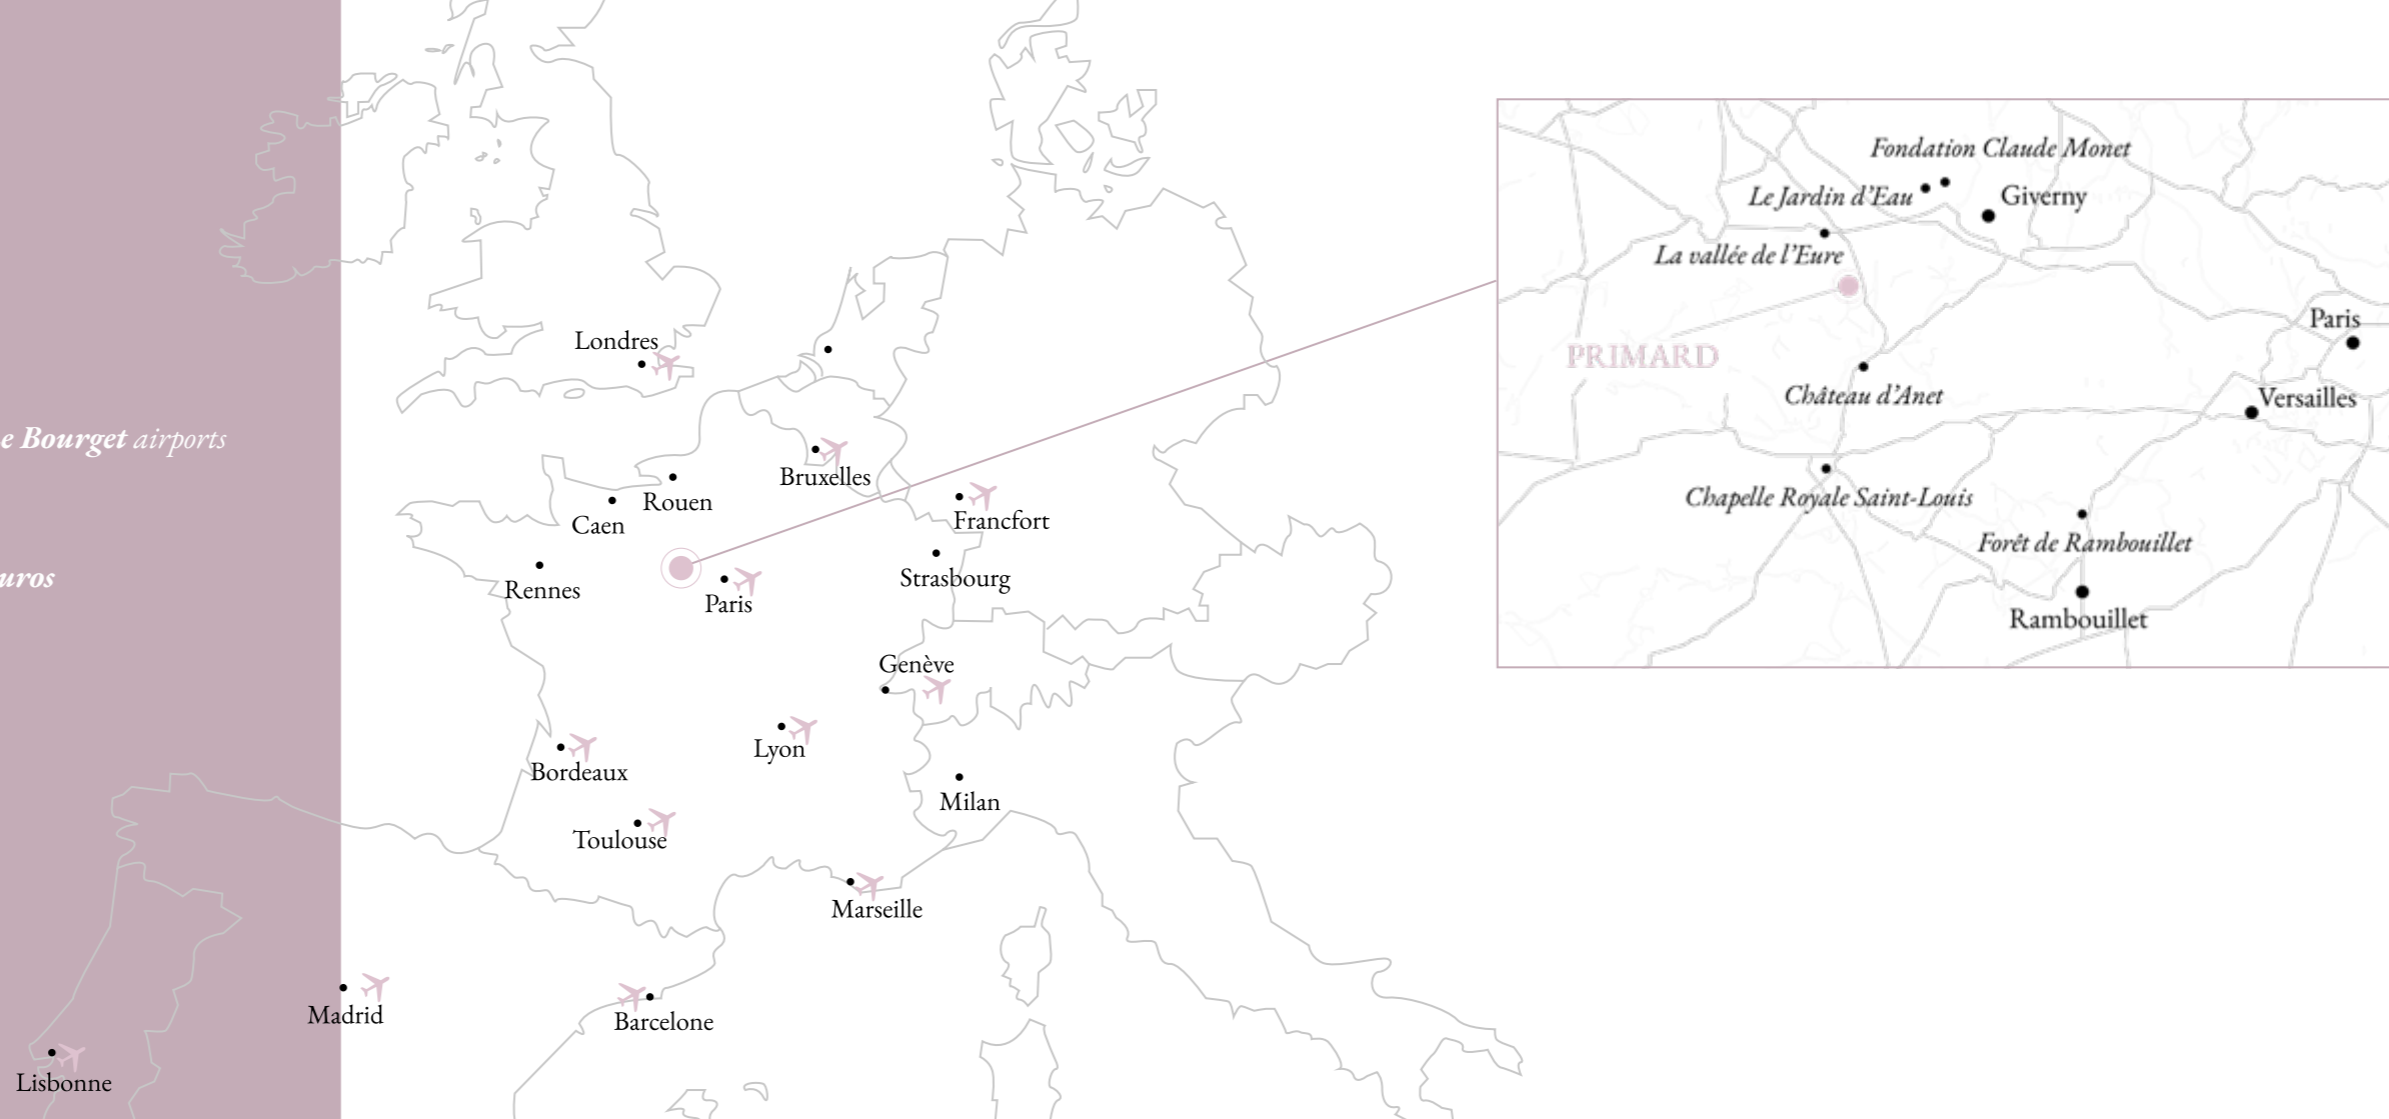 e Bourget airports
uros
Londres
Bruxelles
Rouen
Caen
Francfort
Strasbourg
Rennes
Paris
Genève
Lyon
Bordeaux
Milan
Toulouse
Marseille
Madrid
Barcelone
Lisbonne
Fondation Claude Monet
Le Jardin d'Eau
Giverny
La vallée de l'Eure
Paris
PRIMARD
Château d'Anet
Versailles
Chapelle Royale Saint-Louis
Forêt de Rambouillet
Rambouillet